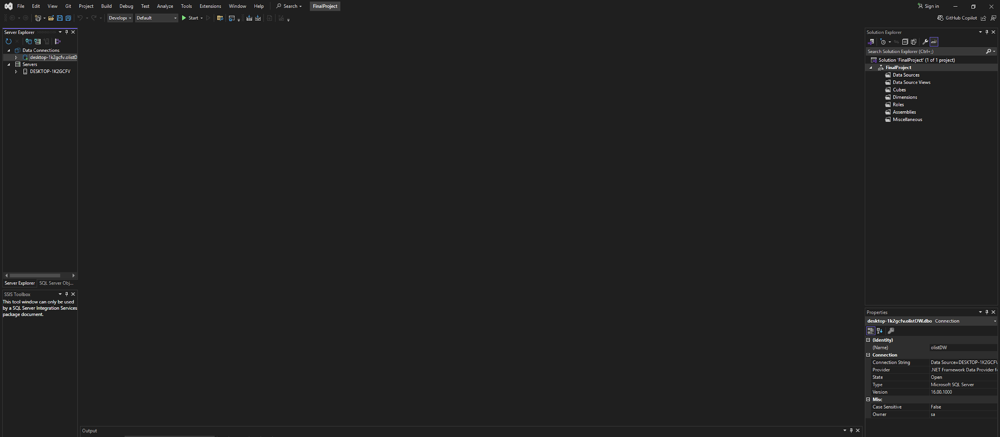 File Edit View Git Project Build Debug Test Analyze Tools Extensions Window Help Search FinalProject Sign in
Developi Default Start GitHub Copilot
Server Explorer
Data Connections
desktop-1k2gcfv.olistD
Servers
DESKTOP-1K2GCFV
Server Explorer SQL Server Obj...
SSIS Toolbox
This tool window can only be used
by a SQL Server Integration Services
package document.
Output
Solution Explorer
Search Solution Explorer (Ctrl+;)
Solution 'FinalProject' (1 of 1 project)
FinalProject
Data Sources
Data Source Views
Cubes
Dimensions
Roles
Assemblies
Miscellaneous
Properties
desktop-1k2gcfv.olistDW.dbo Connection
(Identity)
(Name) olistDW
Connection
Connection String Data Source=DESKTOP-1K2GCFV
Provider .NET Framework Data Provider fo
State Open
Type Microsoft SQL Server
Version 16.00.1000
Misc
Case Sensitive False
Owner sa